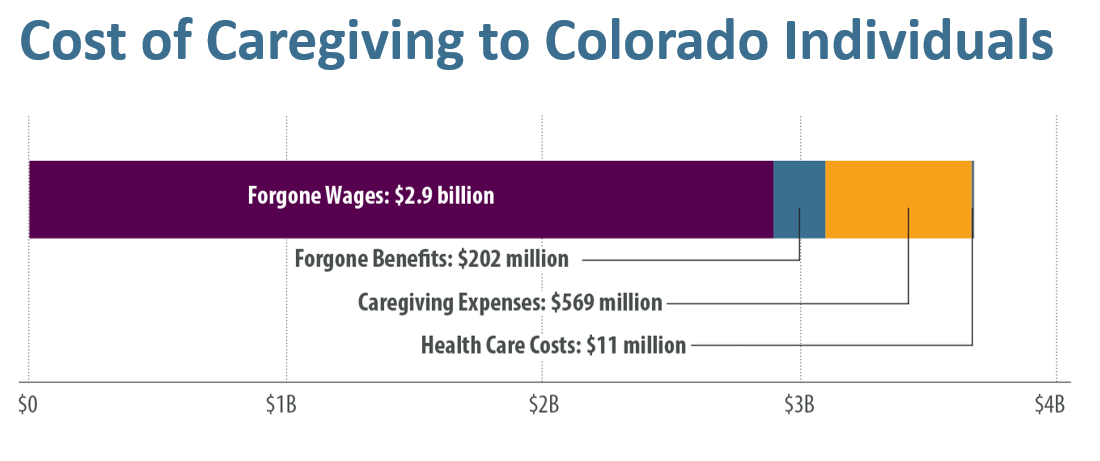 Cost of Caregiving to Colorado Individuals
Forgone Wages: $2.9 billion
Forgone Benefits: $202 million
Caregiving Expenses: $569 million
Health Care Costs: $11 million
$0 $1B $2B $3B $4B